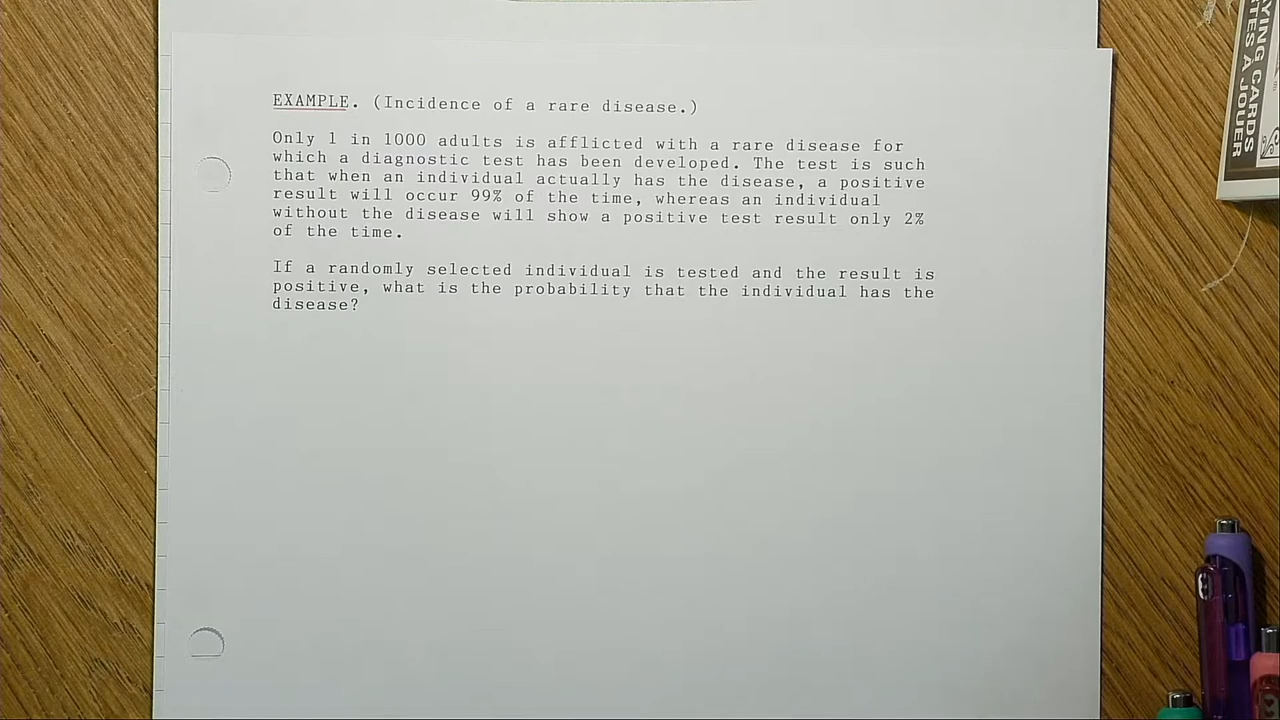 EXAMPLE. (Incidence of a rare disease.)
Only 1 in 1000 adults is afflicted with a rare disease for
which a diagnostic test has been developed. The test is such
that when an individual actually has the disease, a positive
result will occur 99% of the time, whereas an individual
without the disease will show a positive test result only 2%
of the time.
If a randomly selected individual is tested and the result is
positive, what is the probability that the individual has the
disease?
YING CARDS
TES À JOUER